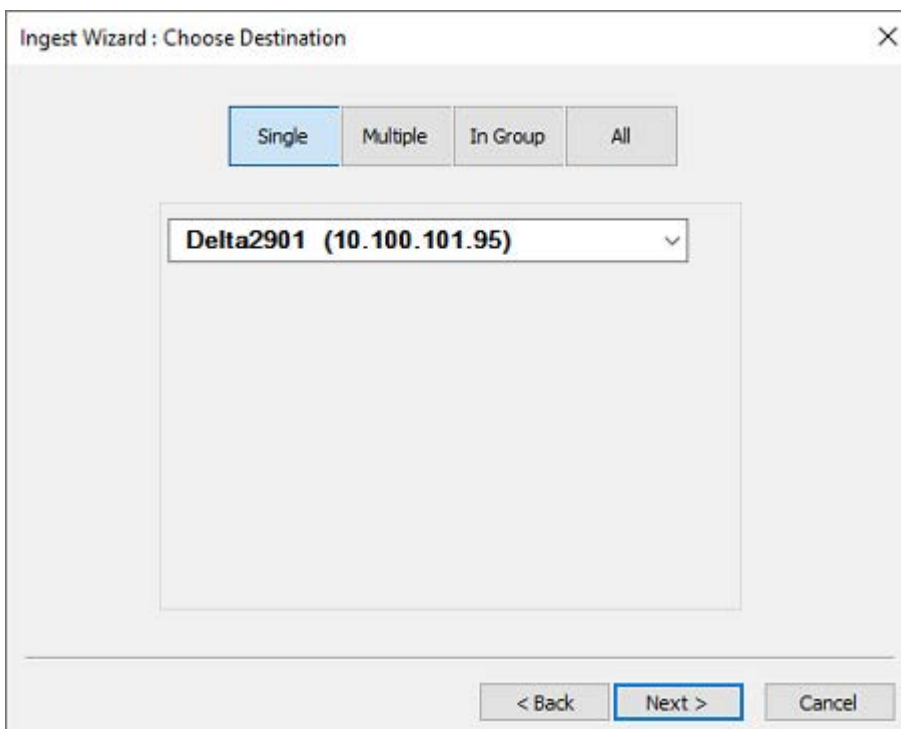 Ingest Wizard : Choose Destination
Single Multiple In Group All
Delta2901 (10.100.101.95)
< Back Next > Cancel